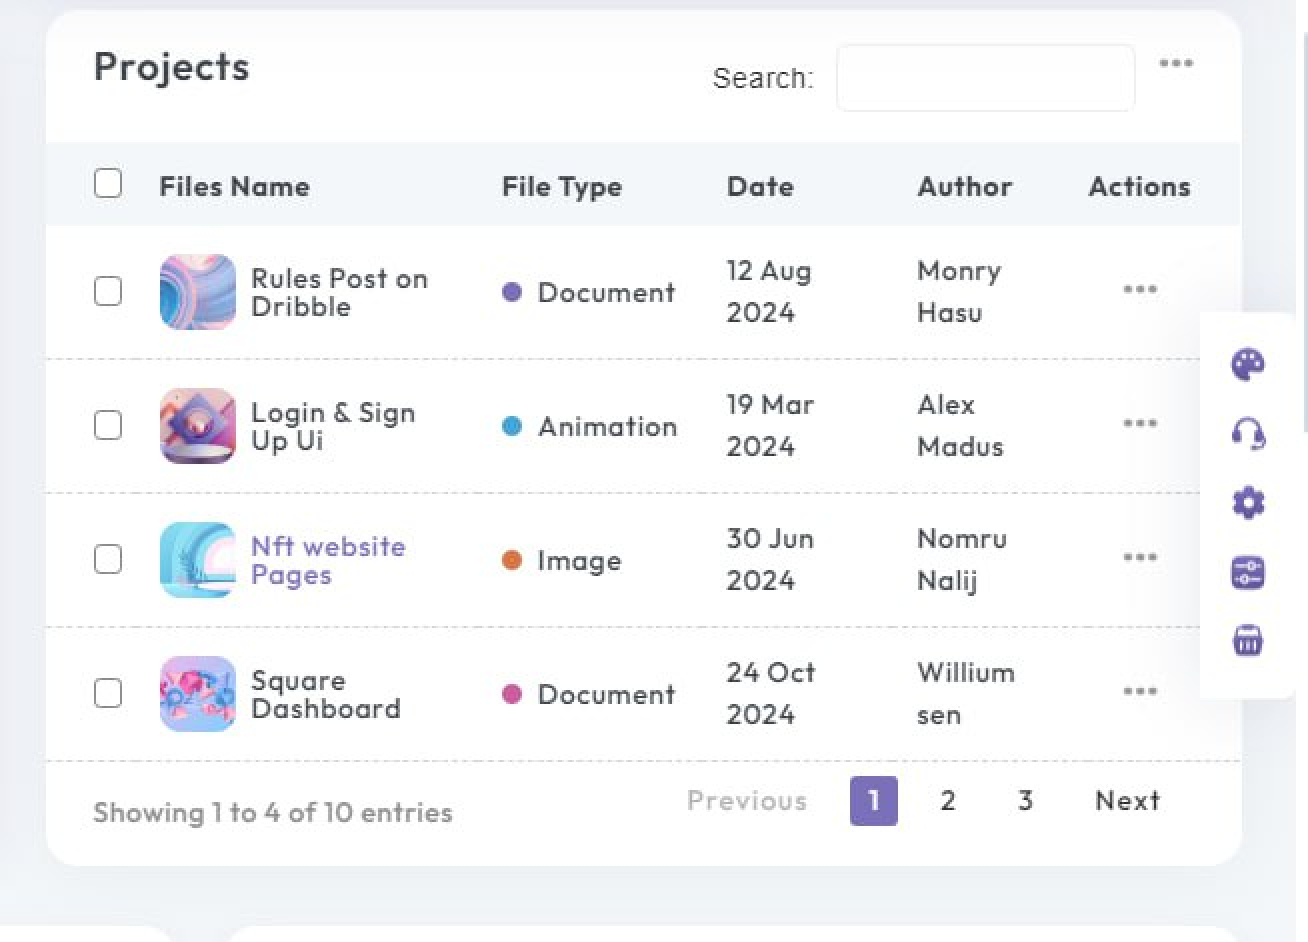 Projects
Search:
Files Name File Type Date Author Actions
Rules Post on
Dribble
Document
12 Aug
2024
Monry
Hasu
Login & Sign
Up Ui
Animation
19 Mar
2024
Alex
Madus
Nft website
Pages
Image
30 Jun
2024
Nomru
Nalij
Square
Dashboard
Document
24 Oct
2024
Willium
sen
Showing 1 to 4 of 10 entries
Previous 1 2 3 Next